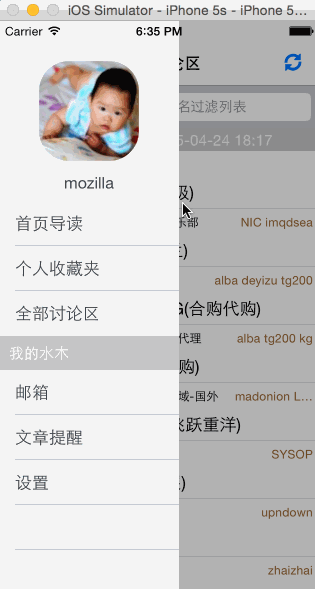 iOS Simulator - iPhone 5s - iPhone 5...
Carrier 6:35 PM
论区
名过滤列表
5-04-24 18:17
mozilla
首页导读
乐部 NIC imqdsea
个人收藏夹
alba deyizu tg200
全部讨论区
G(合购代购)
代理 alba tg200 kg
我的水木
购)
邮箱
域-国外 madonion L...
兆跃重洋)
文章提醒
SYSOP
设置
upndown
zhaizhai